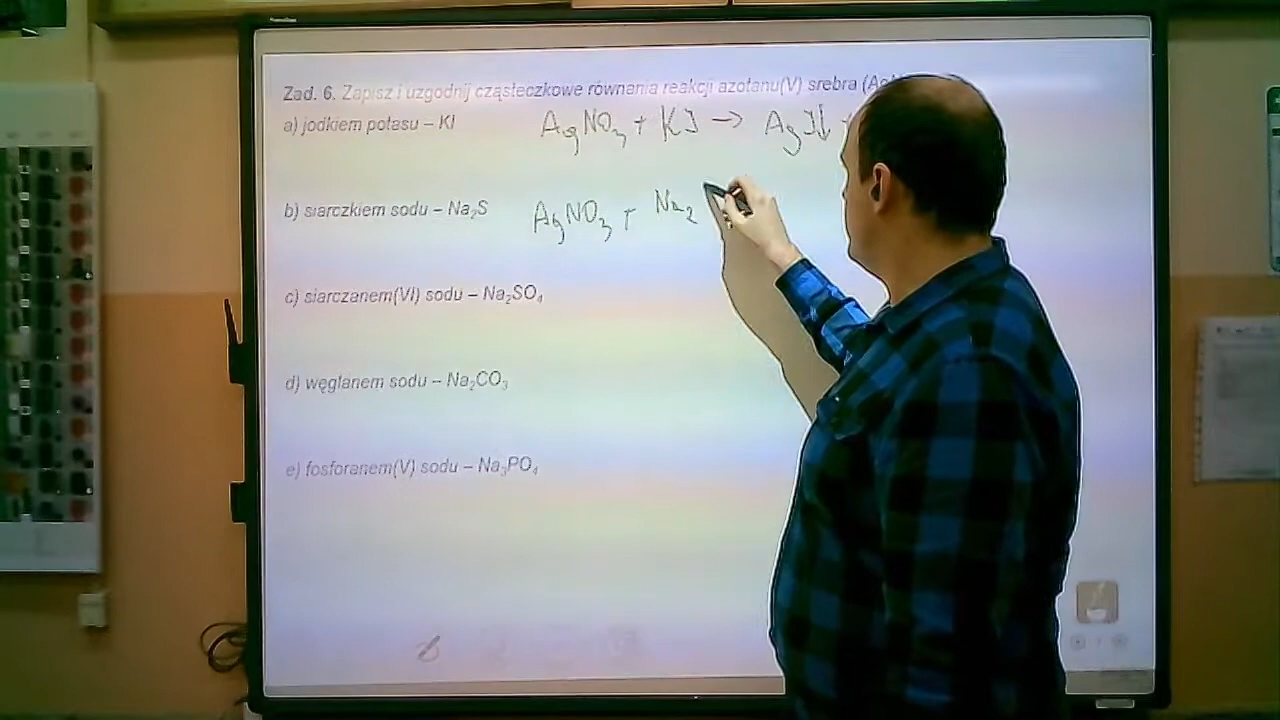 Zad. 6. Zapisz i uzgodnij cząsteczkowe równania reakcji azotanu(V) srebra
a) jodkiem potasu – KI AgNO₃ + KJ → AgJ↓
b) siarczkiem sodu – Na₂S AgNO₃ + Na₂
c) siarczanem(VI) sodu – Na₂SO₄
d) węglanem sodu – Na₂CO₃
e) fosforanem(V) sodu – Na₃PO₄